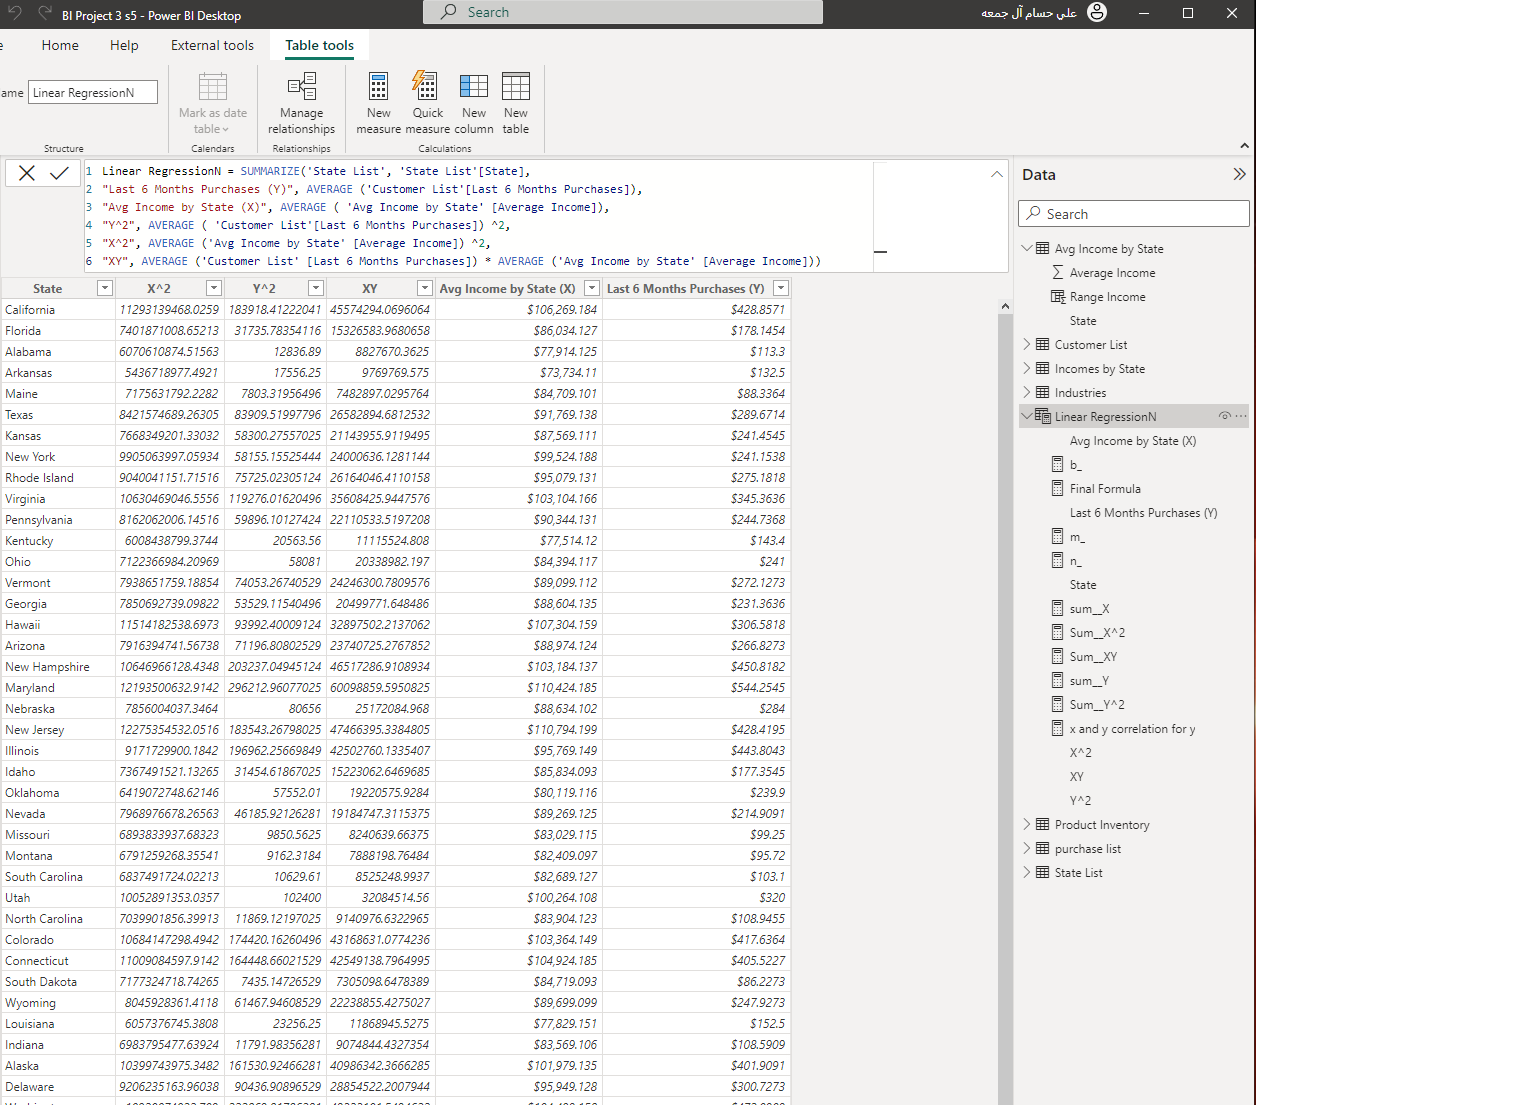 BI Project 3 s5 - Power BI Desktop
Search
علي حسام آل جمعه
Home Help External tools Table tools
ame Linear RegressionN
Mark as date table
Manage relationships
New measure
Quick measure
New column
New table
Structure Calendars Relationships Calculations
1 Linear RegressionN = SUMMARIZE('State List', 'State List'[State],
2 "Last 6 Months Purchases (Y)", AVERAGE ('Customer List'[Last 6 Months Purchases]),
3 "Avg Income by State (X)", AVERAGE ( 'Avg Income by State' [Average Income]),
4 "Y^2", AVERAGE ( 'Customer List'[Last 6 Months Purchases]) ^2,
5 "X^2", AVERAGE ('Avg Income by State' [Average Income]) ^2,
6 "XY", AVERAGE ('Customer List' [Last 6 Months Purchases]) * AVERAGE ('Avg Income by State' [Average Income]))
State X^2 Y^2 XY Avg Income by State (X) Last 6 Months Purchases (Y)
California 11293139468.0259 183918.41222041 45574294.0696064 $106,269.184 $428.8571
Florida 7401871008.65213 31735.78354116 15326583.9680658 $86,034.127 $178.1454
Alabama 6070610874.51563 12836.89 8827670.3625 $77,914.125 $113.3
Arkansas 5436718977.4921 17556.25 9769769.575 $73,734.11 $132.5
Maine 7175631792.2282 7803.31956496 7482897.0295764 $84,709.101 $88.3364
Texas 8421574689.26305 83909.51997796 26582894.6812532 $91,769.138 $289.6714
Kansas 7668349201.33032 58300.27557025 21143955.9119495 $87,569.111 $241.4545
New York 9905063997.05934 58155.15525444 24000636.1281144 $99,524.188 $241.1538
Rhode Island 9040041151.71516 75725.02305124 26164046.4110158 $95,079.131 $275.1818
Virginia 10630469046.5556 119276.01620496 35608425.9447576 $103,104.166 $345.3636
Pennsylvania 8162062006.14516 59896.10127424 22110533.5197208 $90,344.131 $244.7368
Kentucky 6008438799.3744 20563.56 11115524.808 $77,514.12 $143.4
Ohio 7122366984.20969 58081 20338982.197 $84,394.117 $241
Vermont 7938651759.18854 74053.26740529 24246300.7809576 $89,099.112 $272.1273
Georgia 7850692739.09822 53529.11540496 20499771.648486 $88,604.135 $231.3636
Hawaii 11514182538.6973 93992.40009124 32897502.2137062 $107,304.159 $306.5818
Arizona 7916394741.56738 71196.80802529 23740725.2767852 $88,974.124 $266.8273
New Hampshire 10646966128.4348 203237.04945124 46517286.9108934 $103,184.137 $450.8182
Maryland 12193500632.9142 296212.96077025 60098859.5950825 $110,424.185 $544.2545
Nebraska 7856004037.3464 80656 25172084.968 $88,634.102 $284
New Jersey 12275354532.0516 183543.26798025 47466395.3384805 $110,794.199 $428.4195
Illinois 9171729900.1842 196962.25669849 42502760.1335407 $95,769.149 $443.8043
Idaho 7367491521.13265 31454.61867025 15223062.6469685 $85,834.093 $177.3545
Oklahoma 6419072748.62146 57552.01 19220575.9284 $80,119.116 $239.9
Nevada 7968976678.26563 46185.92126281 19184747.3115375 $89,269.125 $214.9091
Missouri 6893833937.68323 9850.5625 8240639.66375 $83,029.115 $99.25
Montana 6791259268.35541 9162.3184 7888198.76484 $82,409.097 $95.72
South Carolina 6837491724.02213 10629.61 8525248.9937 $82,689.127 $103.1
Utah 10052891353.0357 102400 32084514.56 $100,264.108 $320
North Carolina 7039901856.39913 11869.12197025 9140976.6322965 $83,904.123 $108.9455
Colorado 10684147298.4942 174420.16260496 43168631.0774236 $103,364.149 $417.6364
Connecticut 11009084597.9142 164448.66021529 42549138.7964995 $104,924.185 $405.5227
South Dakota 7177324718.74265 7435.14726529 7305098.6478389 $84,719.093 $86.2273
Wyoming 8045928361.4118 61467.94608529 22238855.4275027 $89,699.099 $247.9273
Louisiana 6057376745.3808 23256.25 11868945.5275 $77,829.151 $152.5
Indiana 6983795477.63924 11791.98356281 9074844.4327354 $83,569.106 $108.5909
Alaska 10399743975.3482 161530.92466281 40986342.3666285 $101,979.135 $401.9091
Delaware 9206235163.96038 90436.90896529 28854522.2007944 $95,949.128 $300.7273
Data
Search
Avg Income by State
Average Income
Range Income
State
Customer List
Incomes by State
Industries
Linear RegressionN
Avg Income by State (X)
b_
Final Formula
Last 6 Months Purchases (Y)
m_
n_
State
sum__X
Sum__X^2
Sum__XY
sum__Y
Sum__Y^2
x and y correlation for y
X^2
XY
Y^2
Product Inventory
purchase list
State List